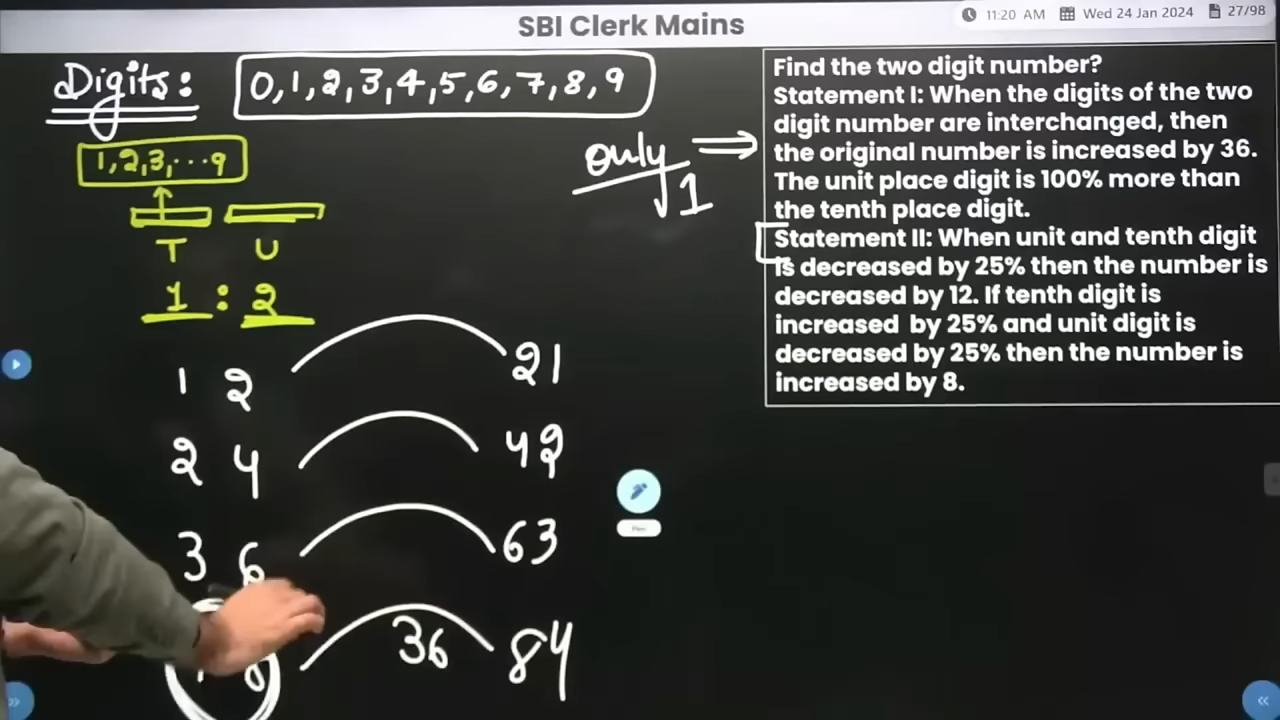 SBI Clerk Mains
11:20 AM Wed 24 Jan 2024 27/98
Digits: 0,1,2,3,4,5,6,7,8,9
1,2,3,...9
T U
1 : 2
1 2 21
2 4 42
3 6 63
36 84
only 1
Find the two digit number?
Statement I: When the digits of the two
digit number are interchanged, then
the original number is increased by 36.
The unit place digit is 100% more than
the tenth place digit.
Statement II: When unit and tenth digit
is decreased by 25% then the number is
decreased by 12. If tenth digit is
increased by 25% and unit digit is
decreased by 25% then the number is
increased by 8.